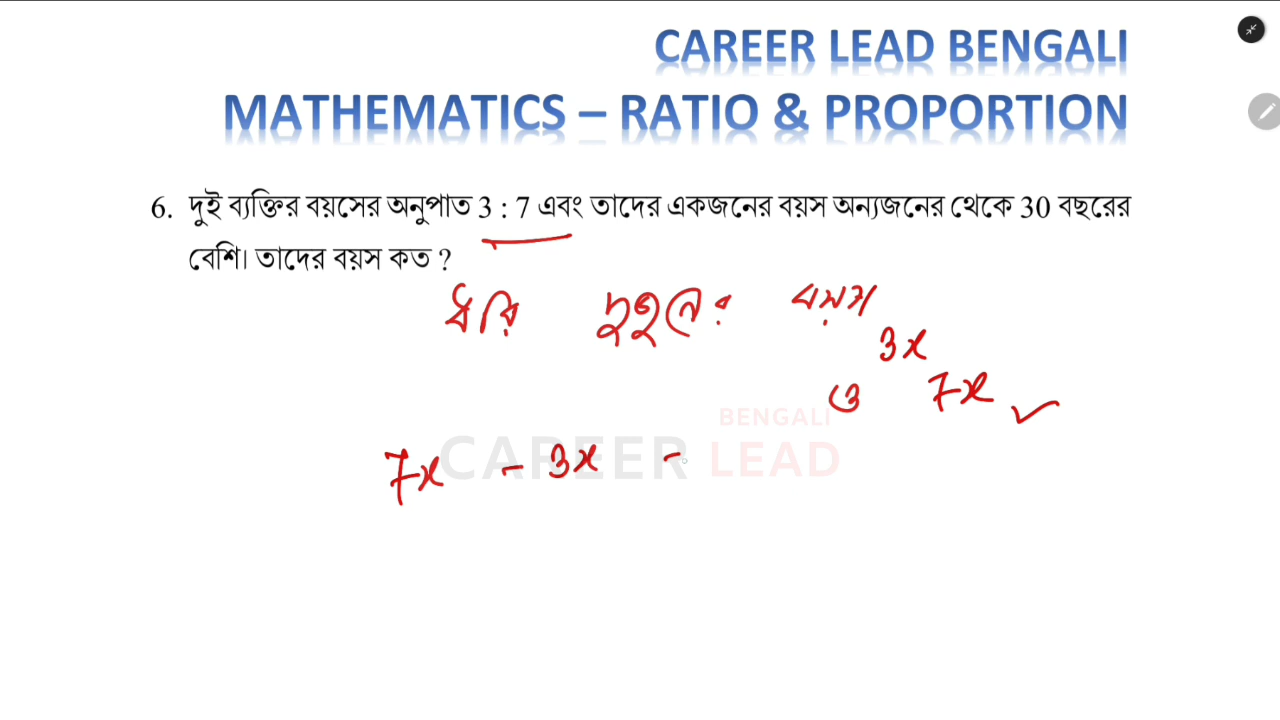 CAREER LEAD BENGALI
MATHEMATICS – RATIO & PROPORTION
6. দুই ব্যক্তির বয়সের অনুপাত 3 : 7 এবং তাদের একজনের বয়স অন্যজনের থেকে 30 বছরের
বেশি। তাদের বয়স কত ?
ধরি দুজনের বয়স
3x
ও 7x
BENGALI
CAREER LEAD
7x - 3x -